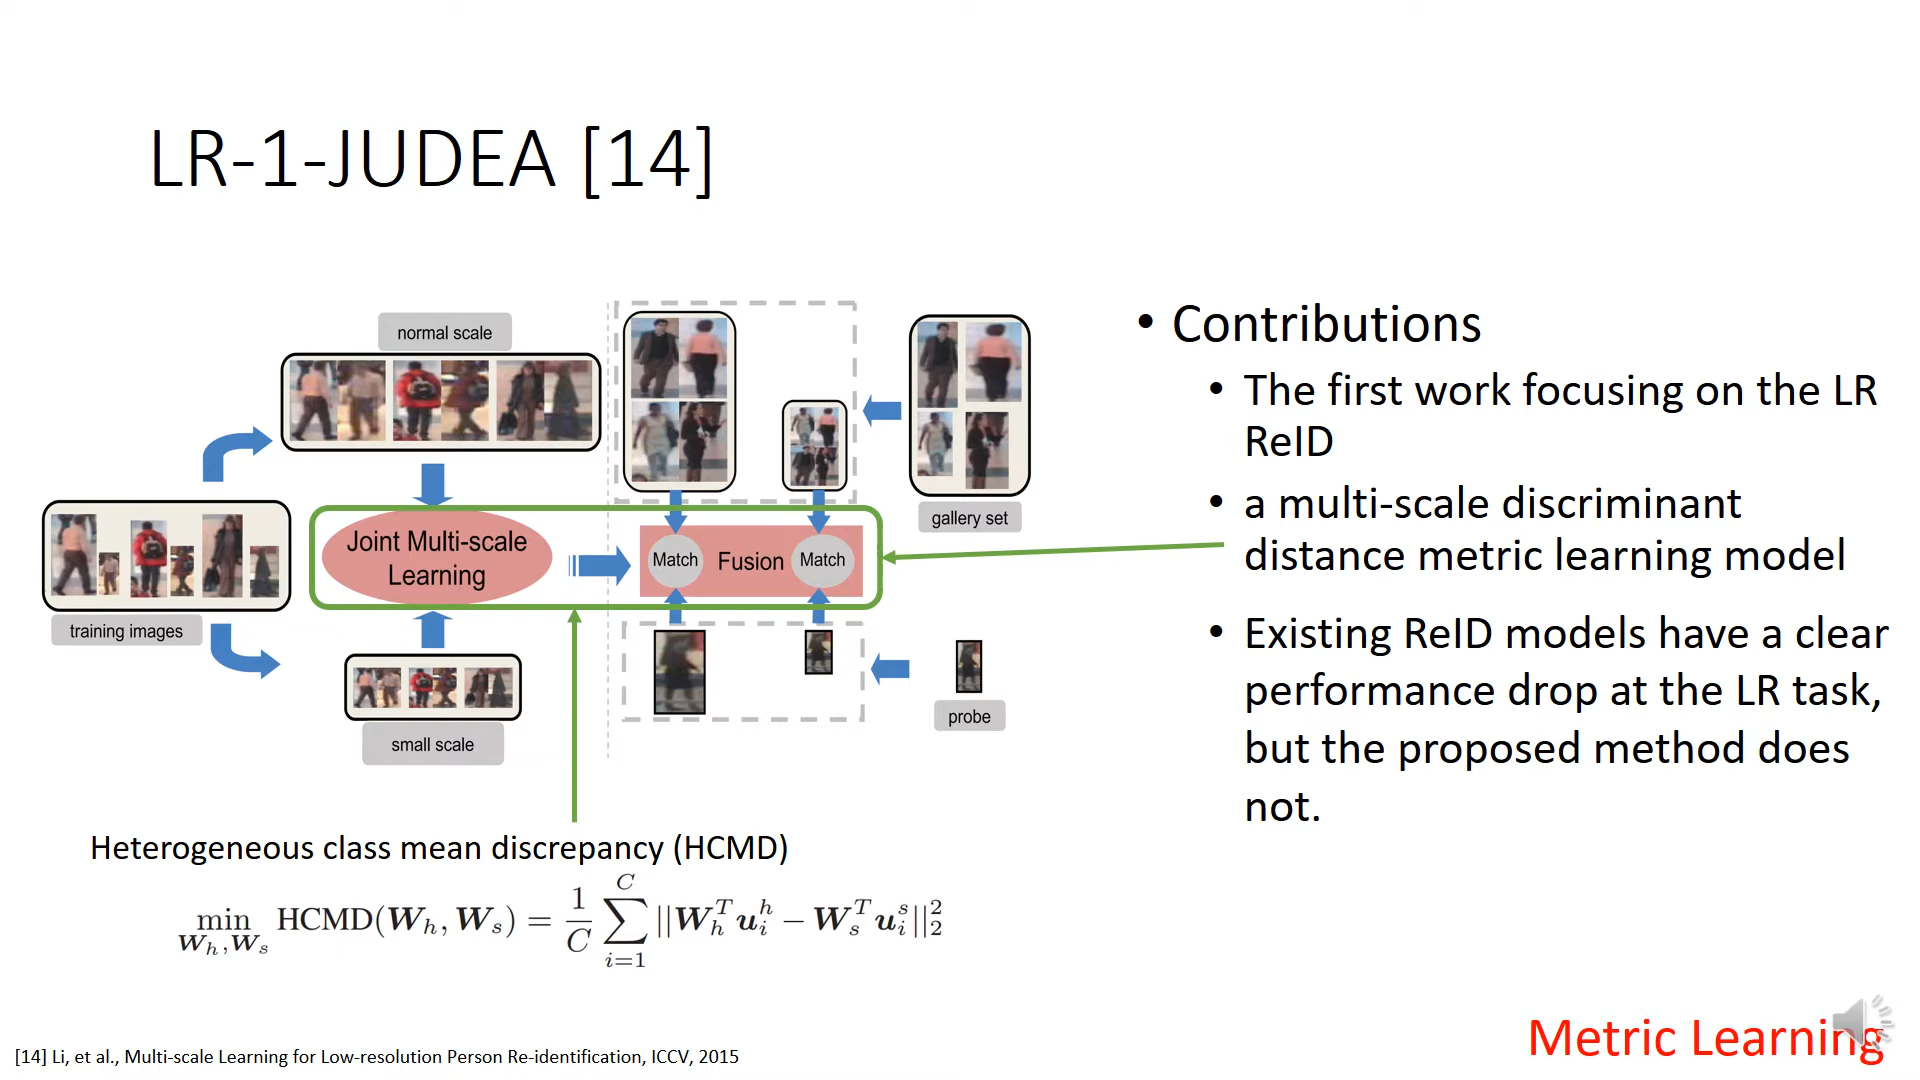 LR-1-JUDEA [14]
normal scale
Joint Multi-scale
Learning
training images
small scale
Match
Fusion
Match
gallery set
probe
• Contributions
• The first work focusing on the LR
ReID
• a multi-scale discriminant
distance metric learning model
• Existing ReID models have a clear
performance drop at the LR task,
but the proposed method does
not.
Heterogeneous class mean discrepancy (HCMD)
min_{W_h,W_s} HCMD(W_h, W_s) = \frac{1}{C} \sum_{i=1}^{C} ||W_h^T u_i^h − W_s^T u_i^s||_2^2
[14] Li, et al., Multi-scale Learning for Low-resolution Person Re-identification, ICCV, 2015
Metric Learning